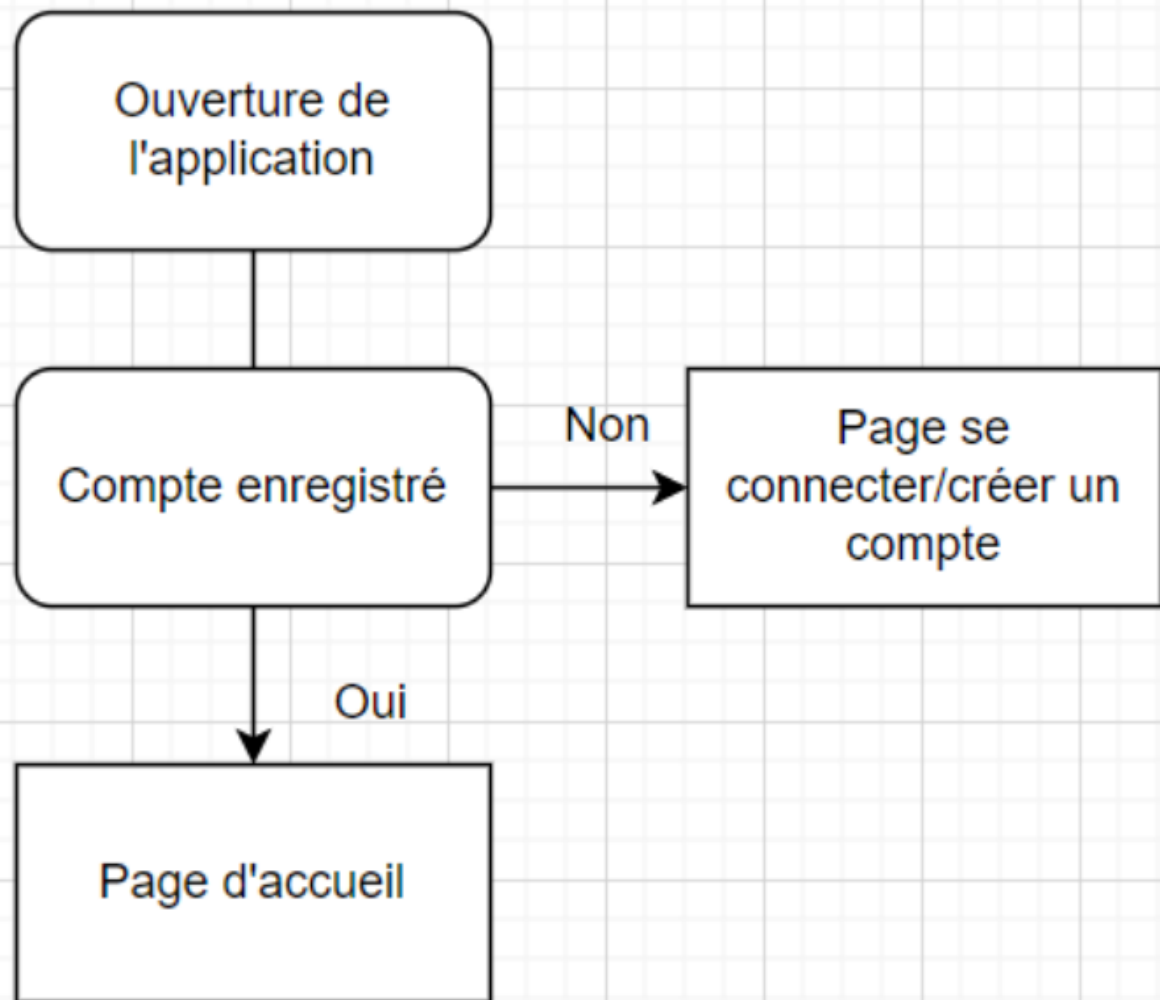 Ouverture de
l'application
Compte enregistré
Non
Page se
connecter/créer un
compte
Oui
Page d'accueil